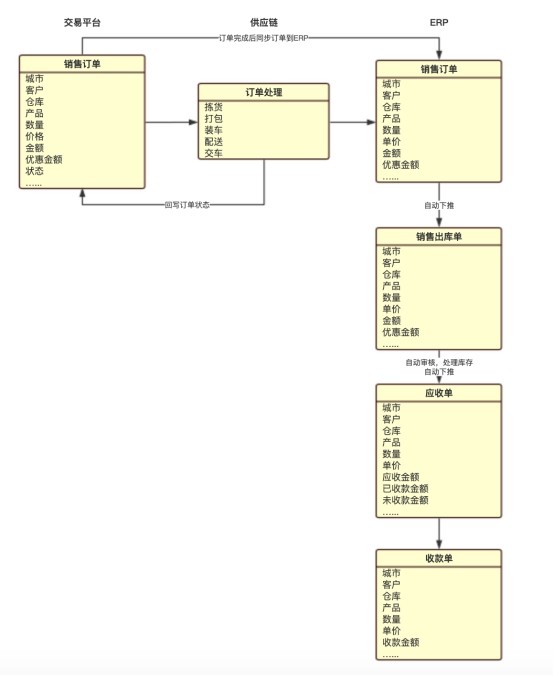 交易平台
供应链
ERP
订单完成后同步订单到ERP
销售订单
城市
客户
仓库
产品
数量
价格
金额
优惠金额
状态
…...
订单处理
拣货
打包
装车
配送
交车
回写订单状态
销售订单
城市
客户
仓库
产品
数量
单价
金额
优惠金额
…...
自动下推
销售出库单
城市
客户
仓库
产品
数量
单价
金额
优惠金额
…...
自动审核，处理库存
自动下推
应收单
城市
客户
仓库
产品
数量
单价
应收金额
已收款金额
未收款金额
…...
收款单
城市
客户
仓库
产品
数量
单价
收款金额
…...